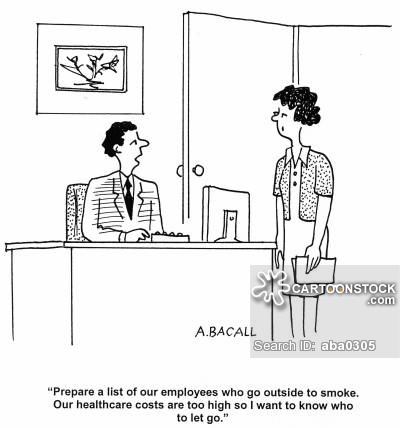 A.BACALL
CARTOONSTOCK
.com
Search ID: aba0305
“Prepare a list of our employees who go outside to smoke.
Our healthcare costs are too high so I want to know who
to let go.”